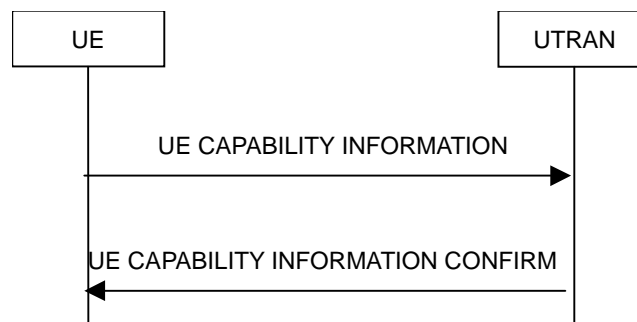 UE
UTRAN
UE CAPABILITY INFORMATION
UE CAPABILITY INFORMATION CONFIRM